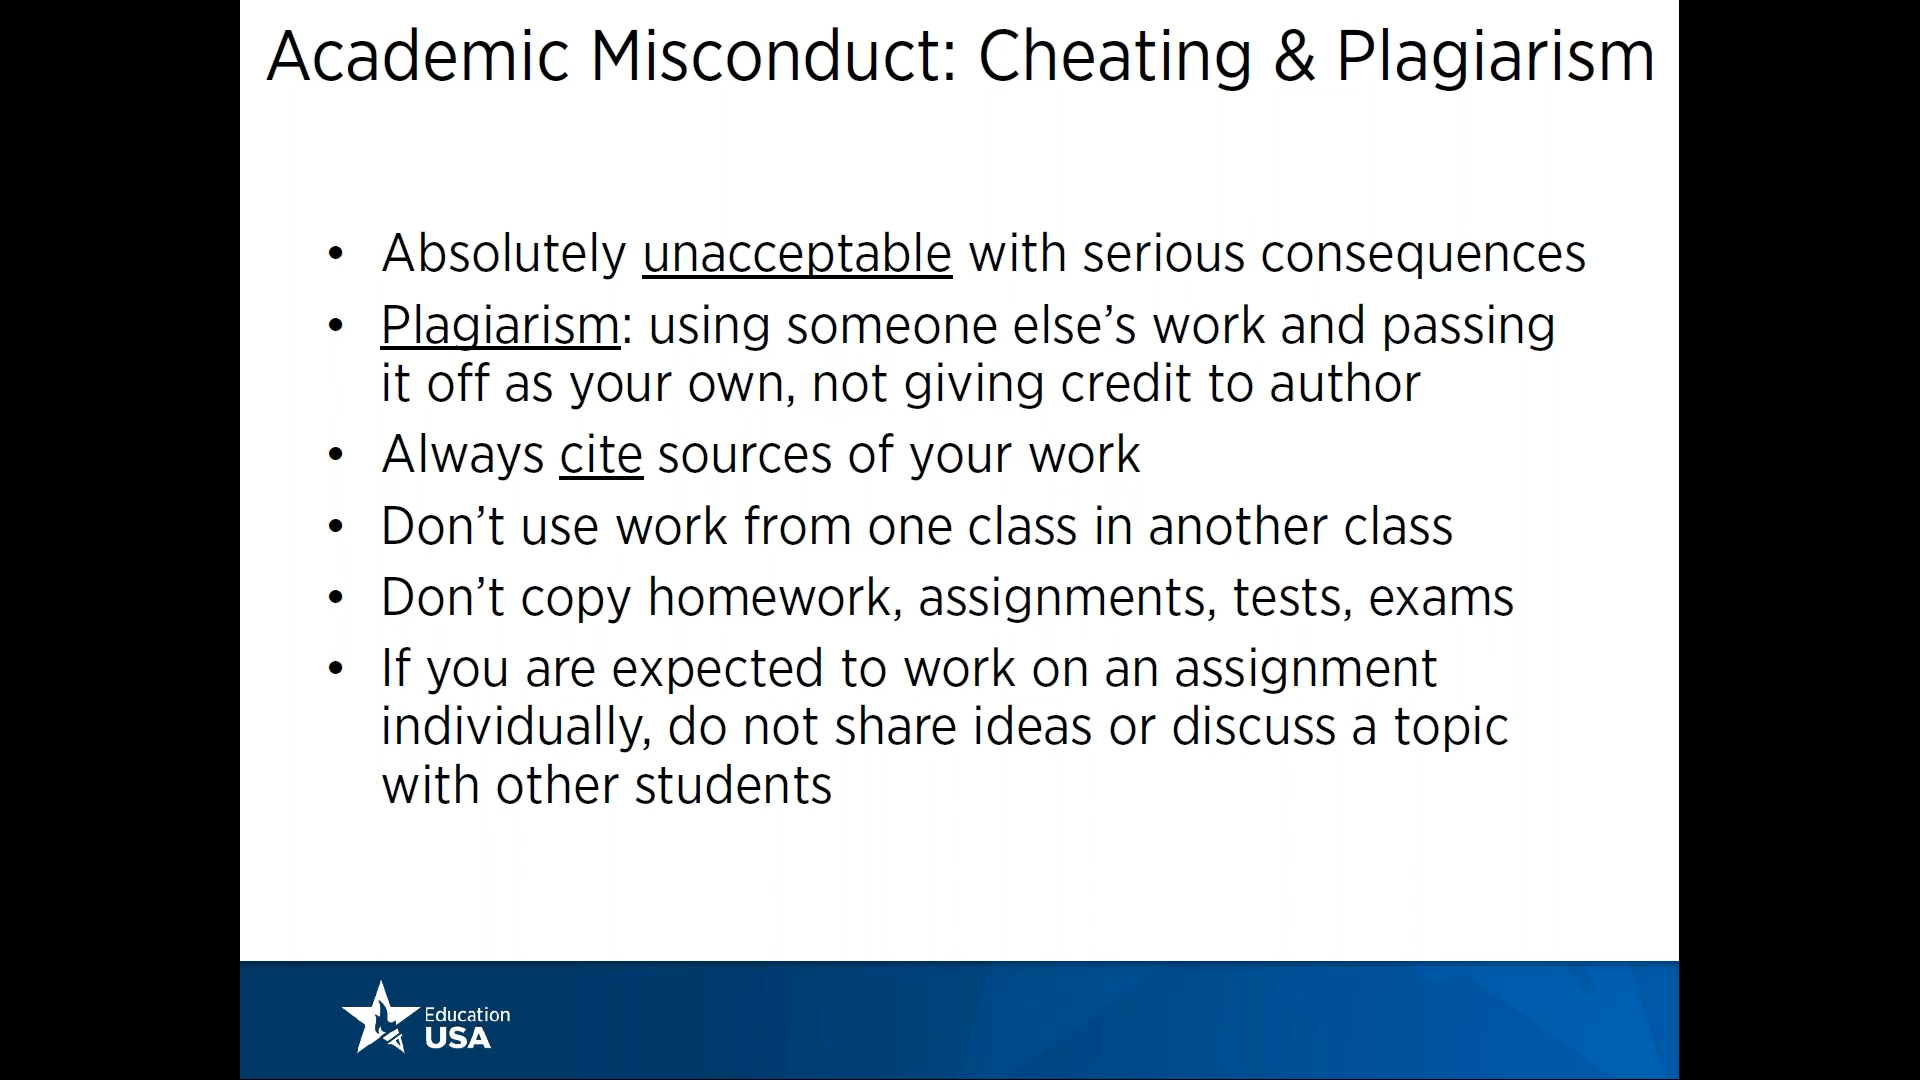 Academic Misconduct: Cheating & Plagiarism
• Absolutely unacceptable with serious consequences
• Plagiarism: using someone else’s work and passing
it off as your own, not giving credit to author
• Always cite sources of your work
• Don’t use work from one class in another class
• Don’t copy homework, assignments, tests, exams
• If you are expected to work on an assignment
individually, do not share ideas or discuss a topic
with other students
Education
USA